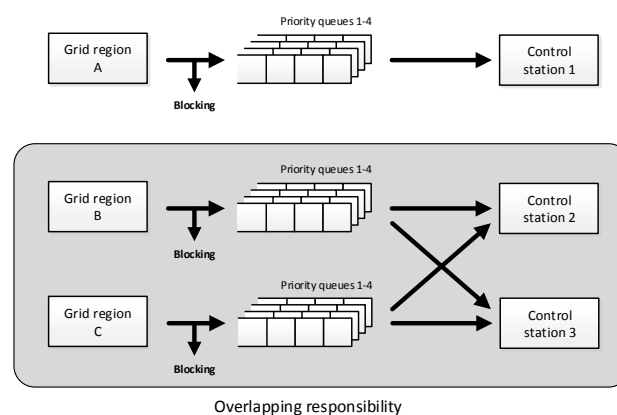 Priority queues 1-4
Grid region
A
Control
station 1
Blocking
Priority queues 1-4
Grid region
B
Control
station 2
Blocking
Priority queues 1-4
Grid region
C
Control
station 3
Blocking
Overlapping responsibility